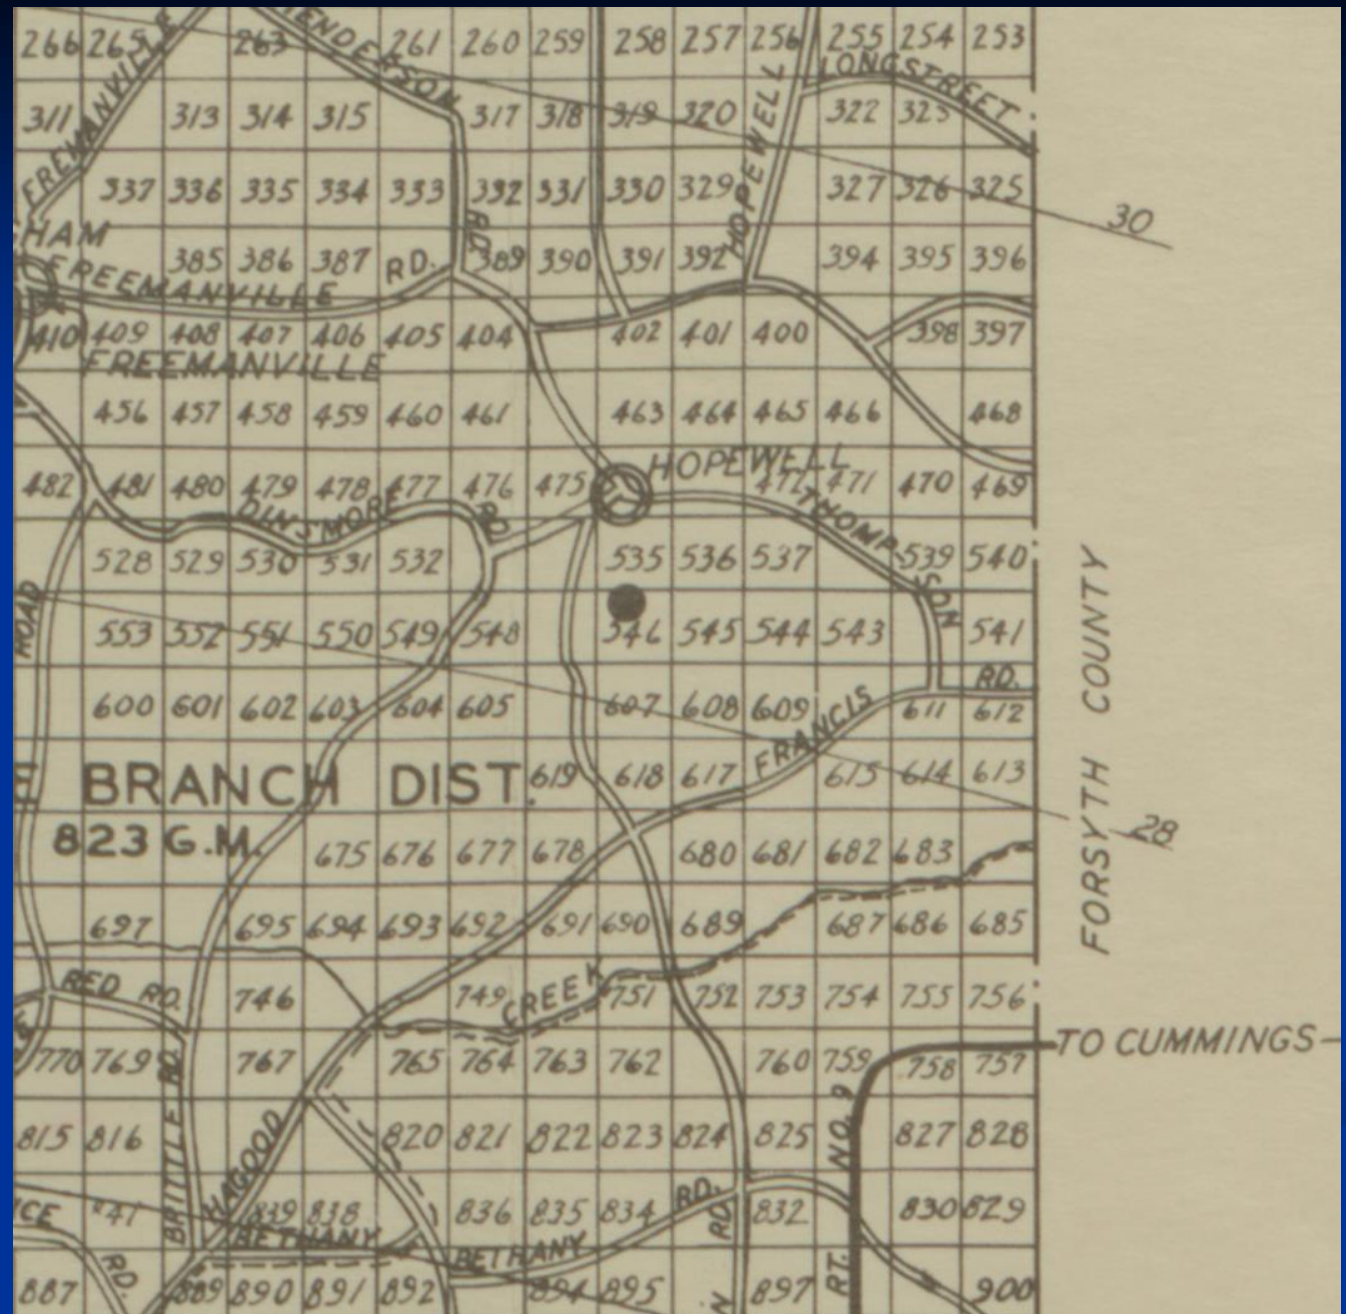 266 265 263 261 260 259 258 257 256 255 254 253
FREEMANVILLE
HENDERSON
HOPEWELL
LONGSTREET
311 313 314 315 317 318 319 320 322 323
337 336 335 334 333 332 331 330 329 327 326 325
30
HAM
RD.
385 386 387 RD. 389 390 391 392 394 395 396
FREEMANVILLE
410 409 408 407 406 405 404 402 401 400 398 397
FREEMANVILLE
456 457 458 459 460 461 463 464 465 466 468
HOPEWELL
482 481 480 479 478 477 476 475 472 471 470 469
DINSMORE RD.
THOMPSON
528 529 530 531 532 535 536 537 539 540
ROAD
553 552 551 550 549 548 546 545 544 543 541
FORSYTH COUNTY
RD.
600 601 602 603 604 605 607 608 609 611 612
FRANCIS
E BRANCH DIST. 619 618 617 615 614 613
823 G.M.
28
675 676 677 678 680 681 682 683
697 695 694 693 692 691 690 689 687 686 685
RED RD.
CREEK
746 749 751 752 753 754 755 756
TO CUMMINGS
770 769 767 765 764 763 762 760 759 758 757
BRITTLE RD.
HAGOOD
RT. NO. 9
815 816 820 821 822 823 824 825 827 828
841 839 838 836 835 834 RD. 832 830 829
BETHANY
BETHANY
RD.
RD.
887 889 890 891 892 894 895 897 900